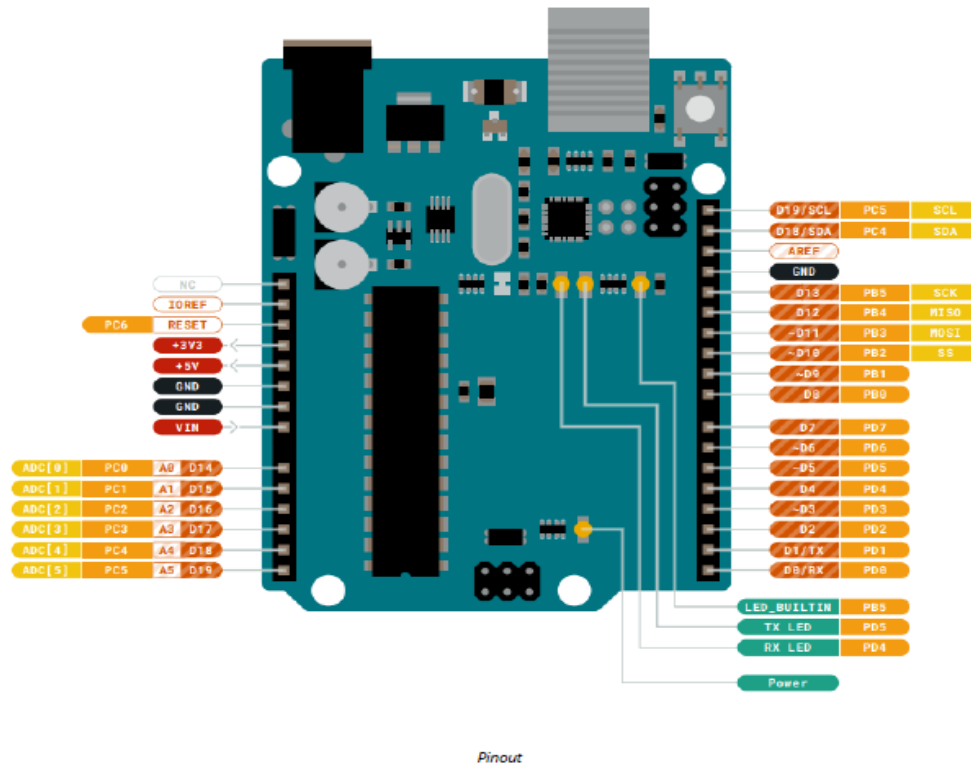 D19/SCL PC5 SCL
D18/SDA PC4 SDA
AREF
GND
D13 PB5 SCK
D12 PB4 MISO
~D11 PB3 MOSI
~D10 PB2 SS
~D9 PB1
D8 PB0
D7 PD7
~D6 PD6
~D5 PD5
D4 PD4
~D3 PD3
D2 PD2
D1/TX PD1
D0/RX PD0
NC
IOREF
PC6 RESET
+3V3
+5V
GND
GND
VIN
ADC[0] PC0 A0 D14
ADC[1] PC1 A1 D15
ADC[2] PC2 A2 D16
ADC[3] PC3 A3 D17
ADC[4] PC4 A4 D18
ADC[5] PC5 A5 D19
LED_BUILTIN PB5
TX LED PD5
RX LED PD4
Power
Pinout